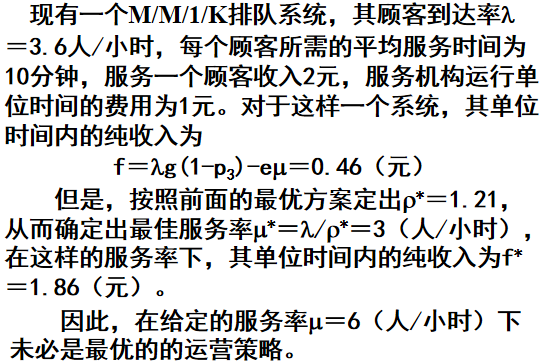 现有一个M/M/1/K排队系统，其顾客到达率λ
＝3.6人/小时，每个顾客所需的平均服务时间为
10分钟，服务一个顾客收入2元，服务机构运行单
位时间的费用为1元。对于这样一个系统，其单位
时间内的纯收入为
f＝λg(1-p₃)-eμ＝0.46（元）
但是，按照前面的最优方案定出ρ*＝1.21，
从而确定出最佳服务率μ*＝λ/ρ*＝3（人/小时），
在这样的服务率下，其单位时间内的纯收入为f*
＝1.86（元）。
因此，在给定的服务率μ＝6（人/小时）下
未必是最优的的运营策略。